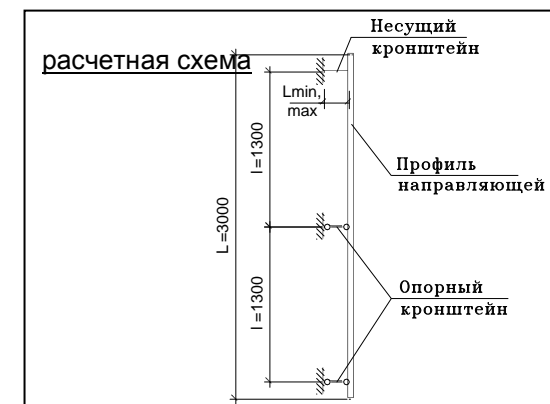 расчетная схема
Несущий
кронштейн
Lmin,
max
l=1300
Профиль
направляющей
L=3000
l=1300
Опорный
кронштейн